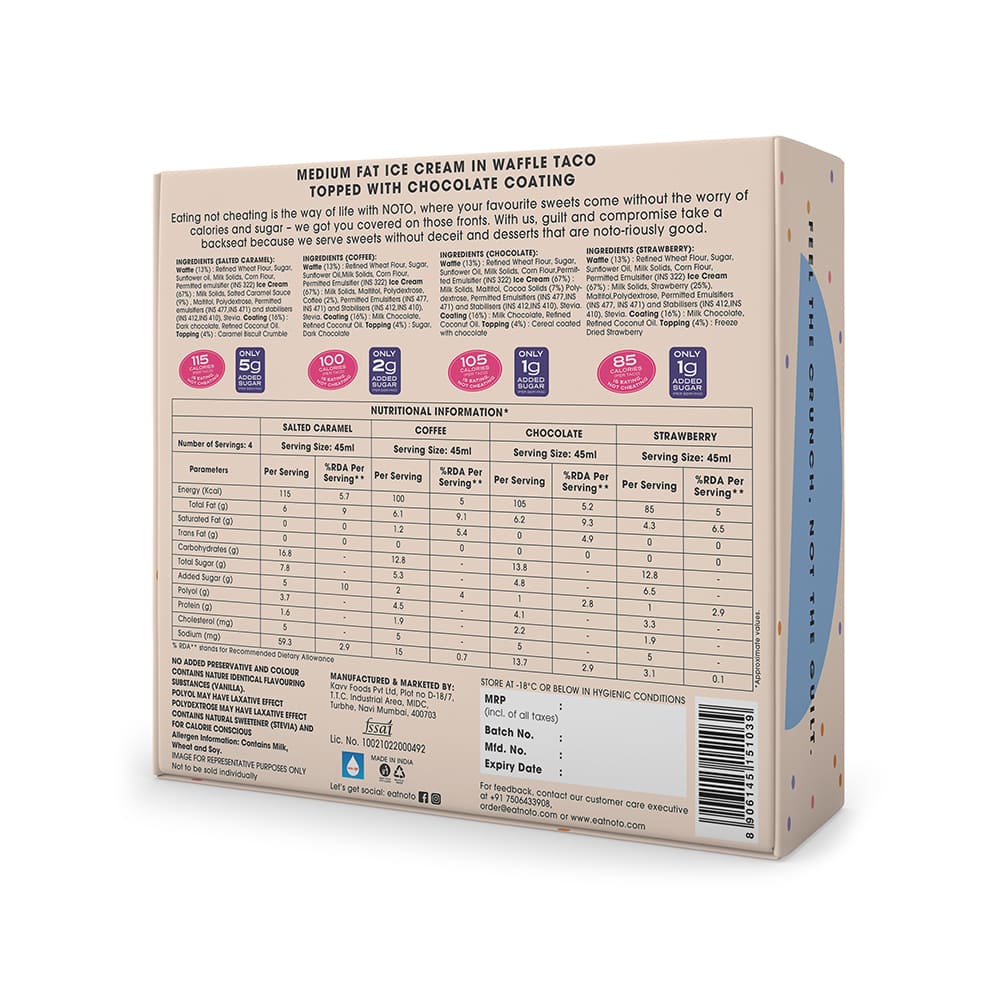 MEDIUM FAT ICE CREAM IN WAFFLE TACO
TOPPED WITH CHOCOLATE COATING
Eating not cheating is the way of life with NOTO, where your favourite sweets come without the worry of
calories and sugar - we got you covered on those fronts. With us, guilt and compromise take a
backseat because we serve sweets without deceit and desserts that are noto-riously good.
INGREDIENTS (SALTED CARAMEL):
Waffle (13%) : Refined Wheat Flour, Sugar,
Sunflower oil, Milk Solids, Corn Flour,
Permitted emulsifier (INS 322) Ice Cream
(67%) : Milk Solids, Salted Caramel Sauce
(9%), Maltitol, Polydextrose, Permitted
emulsifiers (INS 477,INS 471) and stabilisers
(INS 412,INS 410), Stevia. Coating (16%) :
Dark chocolate, Refined Coconut Oil.
Topping (4%) : Caramel Biscuit Crumble
INGREDIENTS (COFFEE):
Waffle (13%) : Refined Wheat Flour, Sugar,
Sunflower Oil,Milk Solids, Corn Flour,
Permitted Emulsifier (INS 322) Ice Cream
(67%) : Milk Solids, Maltitol, Polydextrose,
Coffee (2%), Permitted Emulsifiers (INS 477,
INS 471) and Stabilisers (INS 412,INS 410),
Stevia. Coating (16%) : Milk Chocolate,
Refined Coconut Oil. Topping (4%) : Sugar,
Dark Chocolate
INGREDIENTS (CHOCOLATE):
Waffle (13%) : Refined Wheat Flour, Sugar,
Sunflower Oil, Milk Solids, Corn Flour,Permit-
ted Emulsifier (INS 322) Ice Cream (67%) :
Milk Solids, Maltitol, Cocoa Solids (7%) Poly-
dextrose, Permitted Emulsifiers (INS 477,INS
471) and Stabilisers (INS 412,INS 410), Stevia.
Coating (16%) : Milk Chocolate, Refined
Coconut Oil. Topping (4%) : Cereal coated
with chocolate
INGREDIENTS (STRAWBERRY):
Waffle (13%) : Refined Wheat Flour, Sugar,
Sunflower Oil, Milk Solids, Corn Flour,
Permitted Emulsifier (INS 322) Ice Cream
(67%) : Milk Solids, Strawberry (25%),
Maltitol,Polydextrose, Permitted Emulsifiers
(INS 477,INS 471) and Stabilisers (INS 412,INS
410), Stevia. Coating (16%) : Milk Chocolate,
Refined Coconut Oil. Topping (4%) : Freeze
Dried Strawberry
115 CALORIES (PER TACO) IS EATING NOT CHEATING
ONLY 5g ADDED SUGAR (PER SERVING)
100 CALORIES (PER TACO) IS EATING NOT CHEATING
ONLY 2g ADDED SUGAR (PER SERVING)
105 CALORIES (PER TACO) IS EATING NOT CHEATING
ONLY 1g ADDED SUGAR (PER SERVING)
85 CALORIES (PER TACO) IS EATING NOT CHEATING
ONLY 1g ADDED SUGAR (PER SERVING)
NUTRITIONAL INFORMATION*
SALTED CARAMEL COFFEE CHOCOLATE STRAWBERRY
Number of Servings: 4 Serving Size: 45ml Serving Size: 45ml Serving Size: 45ml Serving Size: 45ml
Parameters Per Serving %RDA Per Serving** Per Serving %RDA Per Serving** Per Serving %RDA Per Serving** Per Serving %RDA Per Serving**
Energy (Kcal) 115 5.7 100 5 105 5.2 85 5
Total Fat (g) 6 9 6.1 9.1 6.2 9.3 4.3 6.5
Saturated Fat (g) 0 0 1.2 5.4 0 4.9 0 0
Trans Fat (g) 0 0 0 0 0 0 0 0
Carbohydrates (g) 16.8 - 12.8 - 13.8 - 12.8 -
Total Sugar (g) 7.8 - 5.3 - 4.8 - 6.5 -
Added Sugar (g) 5 10 2 4 1 2.8 1 2.9
Polyol (g) 3.7 - 4.5 - 4.1 - 3.3 -
Protein (g) 1.6 - 1.9 - 2.2 - 1.9 -
Cholesterol (mg) 5 - 5 - 5 - 5 -
Sodium (mg) 59.3 2.9 15 0.7 13.7 2.9 3.1 0.1
% RDA** stands for Recommended Dietary Allowance
*Approximate values.
NO ADDED PRESERVATIVE AND COLOUR
CONTAINS NATURE IDENTICAL FLAVOURING
SUBSTANCES (VANILLA).
POLYOL MAY HAVE LAXATIVE EFFECT
POLYDEXTROSE MAY HAVE LAXATIVE EFFECT
CONTAINS NATURAL SWEETENER (STEVIA) AND
FOR CALORIE CONSCIOUS
Allergen Information: Contains Milk,
Wheat and Soy.
IMAGE FOR REPRESENTATIVE PURPOSES ONLY
Not to be sold individually
MANUFACTURED & MARKETED BY:
Kavv Foods Pvt Ltd, Plot no D-18/7,
T.T.C. Industrial Area, MIDC,
Turbhe, Navi Mumbai, 400703
fssai
Lic. No. 10021022000492
MADE IN INDIA
Let's get social: eatnoto
STORE AT -18°C OR BELOW IN HYGIENIC CONDITIONS
MRP :
(incl. of all taxes)
Batch No. :
Mfd. No. :
Expiry Date :
For feedback, contact our customer care executive
at +91 7506433908,
order@eatnoto.com or www.eatnoto.com
8 906145 151039
FEEL THE CRUNCH, NOT THE GUILT.